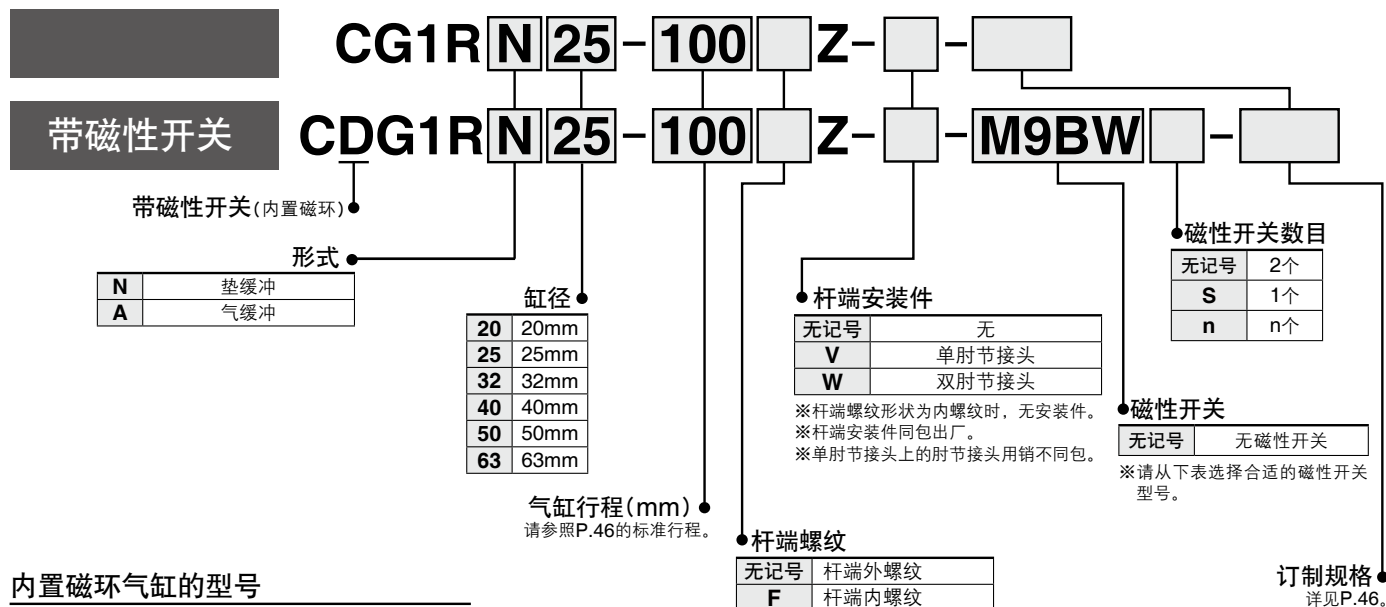 CG1R N 25 - 100 Z- -
带磁性开关 CDG1R N 25 - 100 Z- - M9BW -
带磁性开关(内置磁环)
形式
N 垫缓冲
A 气缓冲
缸径
20 20mm
25 25mm
32 32mm
40 40mm
50 50mm
63 63mm
气缸行程(mm)
请参照P.46的标准行程。
杆端螺纹
无记号 杆端外螺纹
F 杆端内螺纹
杆端安装件
无记号 无
V 单肘节接头
W 双肘节接头
※杆端螺纹形状为内螺纹时，无安装件。
※杆端安装件同包出厂。
※单肘节接头上的肘节接头用销不同包。
磁性开关数目
无记号 2个
S 1个
n n个
磁性开关
无记号 无磁性开关
※请从下表选择合适的磁性开关
型号。
订制规格
详见P.46。
内置磁环气缸的型号